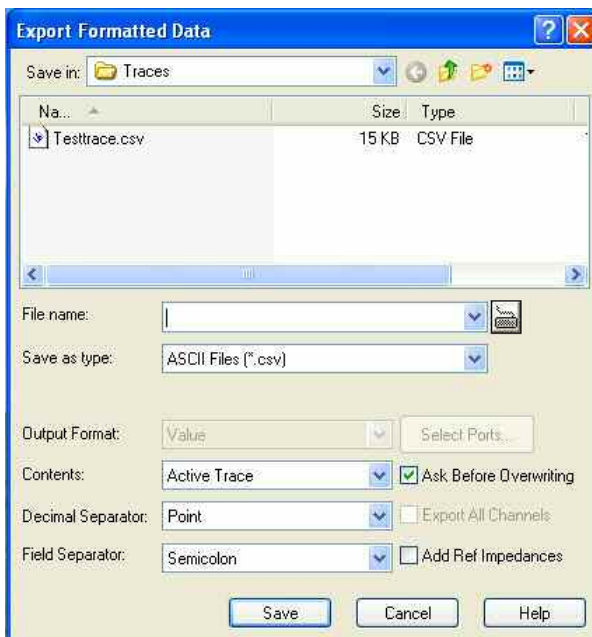 Export Formatted Data
Save in: Traces
Na... Size Type
Testtrace.csv 15 KB CSV File
File name:
Save as type: ASCII Files (*.csv)
Output Format: Value Select Ports...
Contents: Active Trace Ask Before Overwriting
Decimal Separator: Point Export All Channels
Field Separator: Semicolon Add Ref Impedances
Save Cancel Help